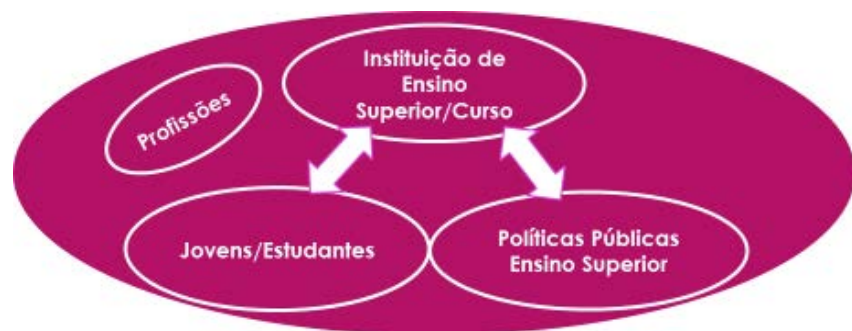 Instituição de
Ensino
Superior/Curso
Profissões
Jovens/Estudantes
Políticas Públicas
Ensino Superior